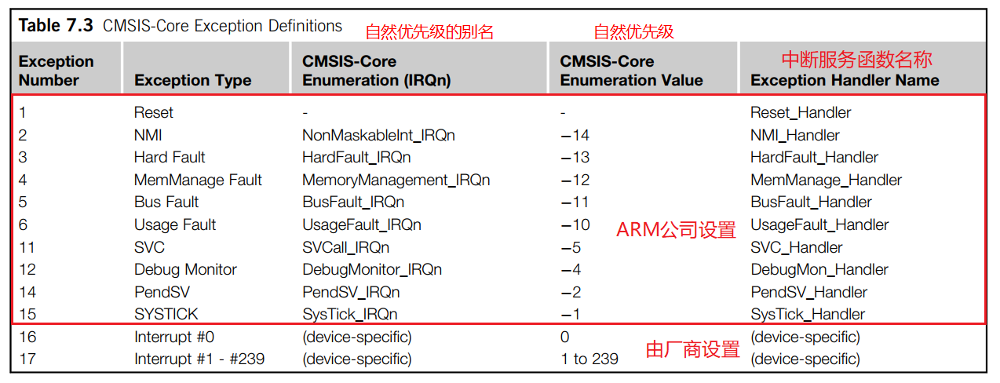 Table 7.3 CMSIS-Core Exception Definitions
自然优先级的别名 自然优先级
中断服务函数名称
Exception Number Exception Type CMSIS-Core Enumeration (IRQn) CMSIS-Core Enumeration Value Exception Handler Name
1 Reset - - Reset_Handler
2 NMI NonMaskableInt_IRQn −14 NMI_Handler
3 Hard Fault HardFault_IRQn −13 HardFault_Handler
4 MemManage Fault MemoryManagement_IRQn −12 MemManage_Handler
5 Bus Fault BusFault_IRQn −11 BusFault_Handler
6 Usage Fault UsageFault_IRQn −10 UsageFault_Handler
ARM公司设置
11 SVC SVCall_IRQn −5 SVC_Handler
12 Debug Monitor DebugMonitor_IRQn −4 DebugMon_Handler
14 PendSV PendSV_IRQn −2 PendSV_Handler
15 SYSTICK SysTick_IRQn −1 SysTick_Handler
16 Interrupt #0 (device-specific) 0 (device-specific)
由厂商设置
17 Interrupt #1 - #239 (device-specific) 1 to 239 (device-specific)